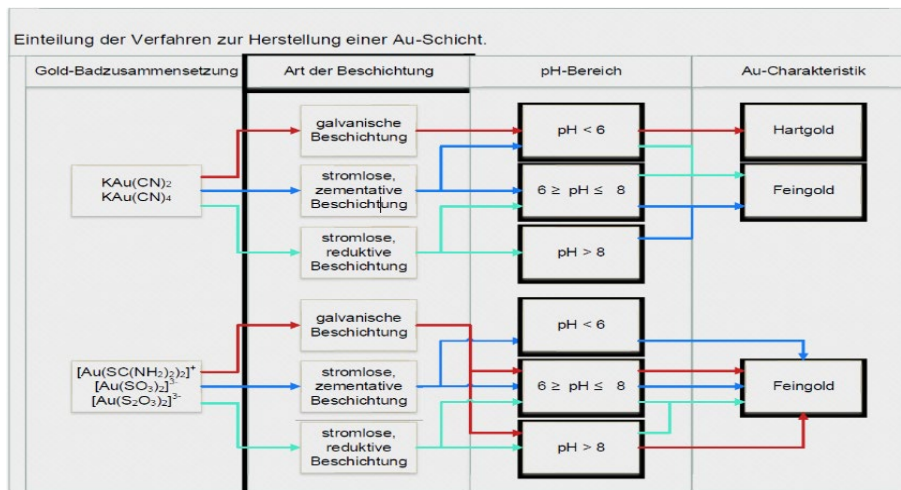 Einteilung der Verfahren zur Herstellung einer Au-Schicht.
Gold-Badzusammensetzung
Art der Beschichtung
pH-Bereich
Au-Charakteristik
KAu(CN)₂
KAu(CN)₄
galvanische
Beschichtung
stromlose,
zementative
Beschichtung
stromlose,
reduktive
Beschichtung
pH < 6
6 ≥ pH ≤ 8
pH > 8
Hartgold
Feingold
[Au(SC(NH₂)₂)₂]⁺
[Au(SO₃)₂]³⁻
[Au(S₂O₃)₂]³⁻
galvanische
Beschichtung
stromlose,
zementative
Beschichtung
stromlose,
reduktive
Beschichtung
pH < 6
6 ≥ pH ≤ 8
pH > 8
Feingold